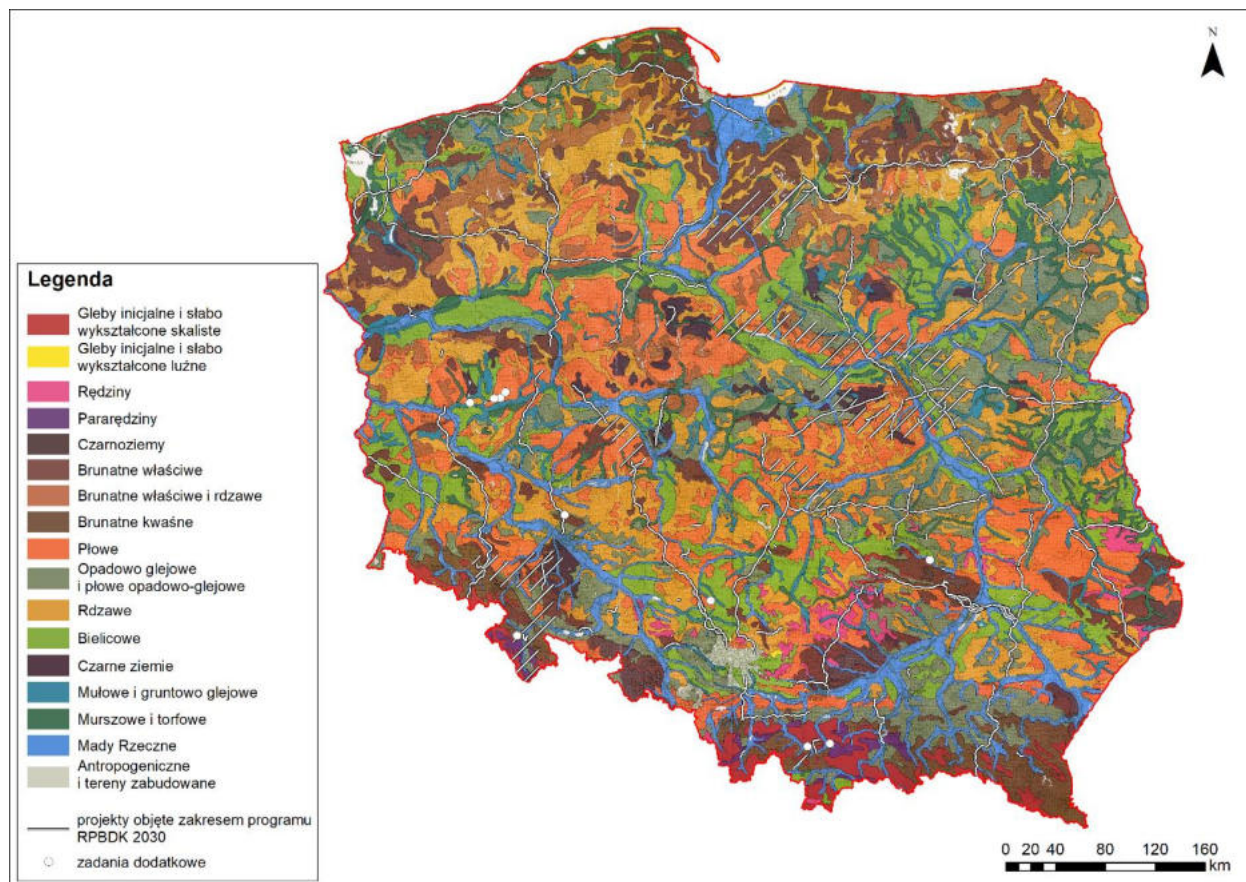 N
Legenda
Gleby inicjalne i słabo
wykształcone skaliste
Gleby inicjalne i słabo
wykształcone luźne
Rędziny
Pararędziny
Czarnoziemy
Brunatne właściwe
Brunatne właściwe i rdzawe
Brunatne kwaśne
Płowe
Opadowo glejowe
i płowe opadowo-glejowe
Rdzawe
Bielicowe
Czarne ziemie
Mułowe i gruntowo glejowe
Murszowe i torfowe
Mady Rzeczne
Antropogeniczne
i tereny zabudowane
projekty objęte zakresem programu
RPBDK 2030
zadania dodatkowe
0 20 40 80 120 160
km